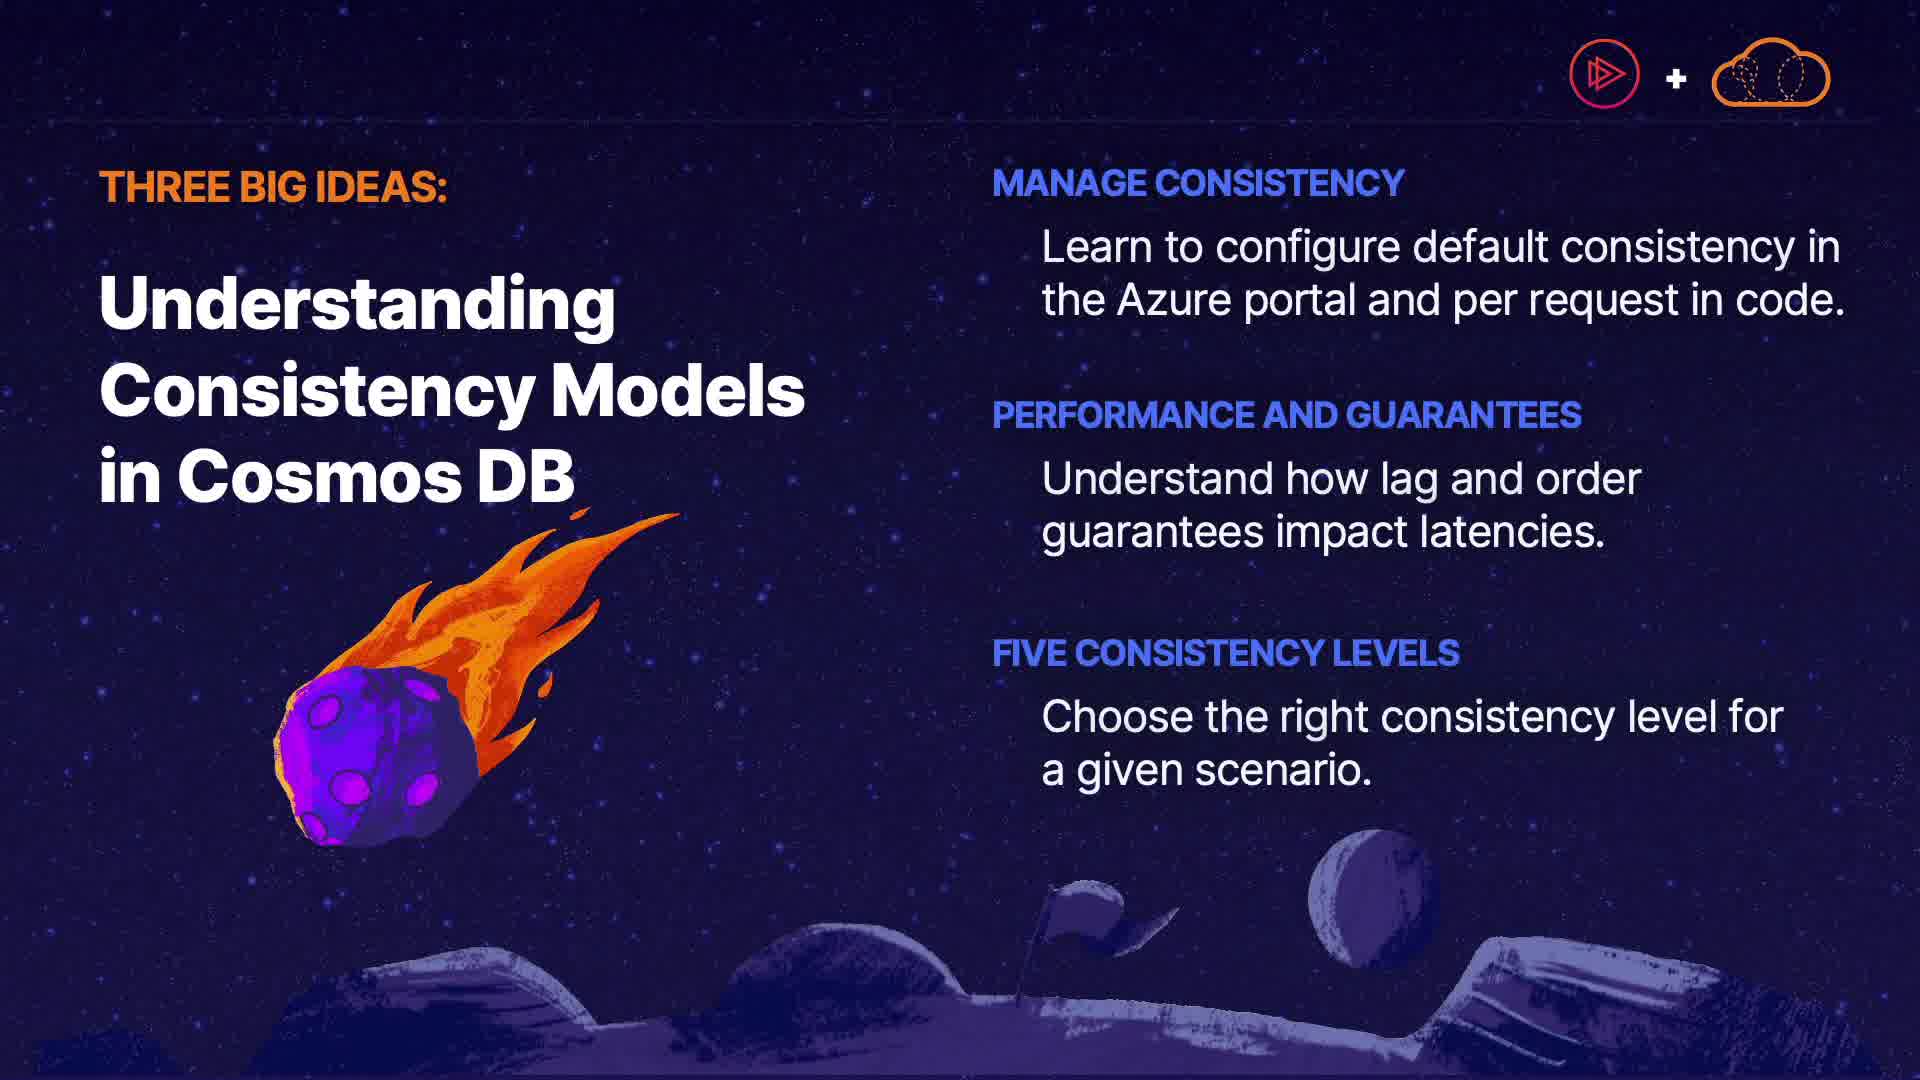 THREE BIG IDEAS:
Understanding
Consistency Models
in Cosmos DB
MANAGE CONSISTENCY
Learn to configure default consistency in
the Azure portal and per request in code.
PERFORMANCE AND GUARANTEES
Understand how lag and order
guarantees impact latencies.
FIVE CONSISTENCY LEVELS
Choose the right consistency level for
a given scenario.
+